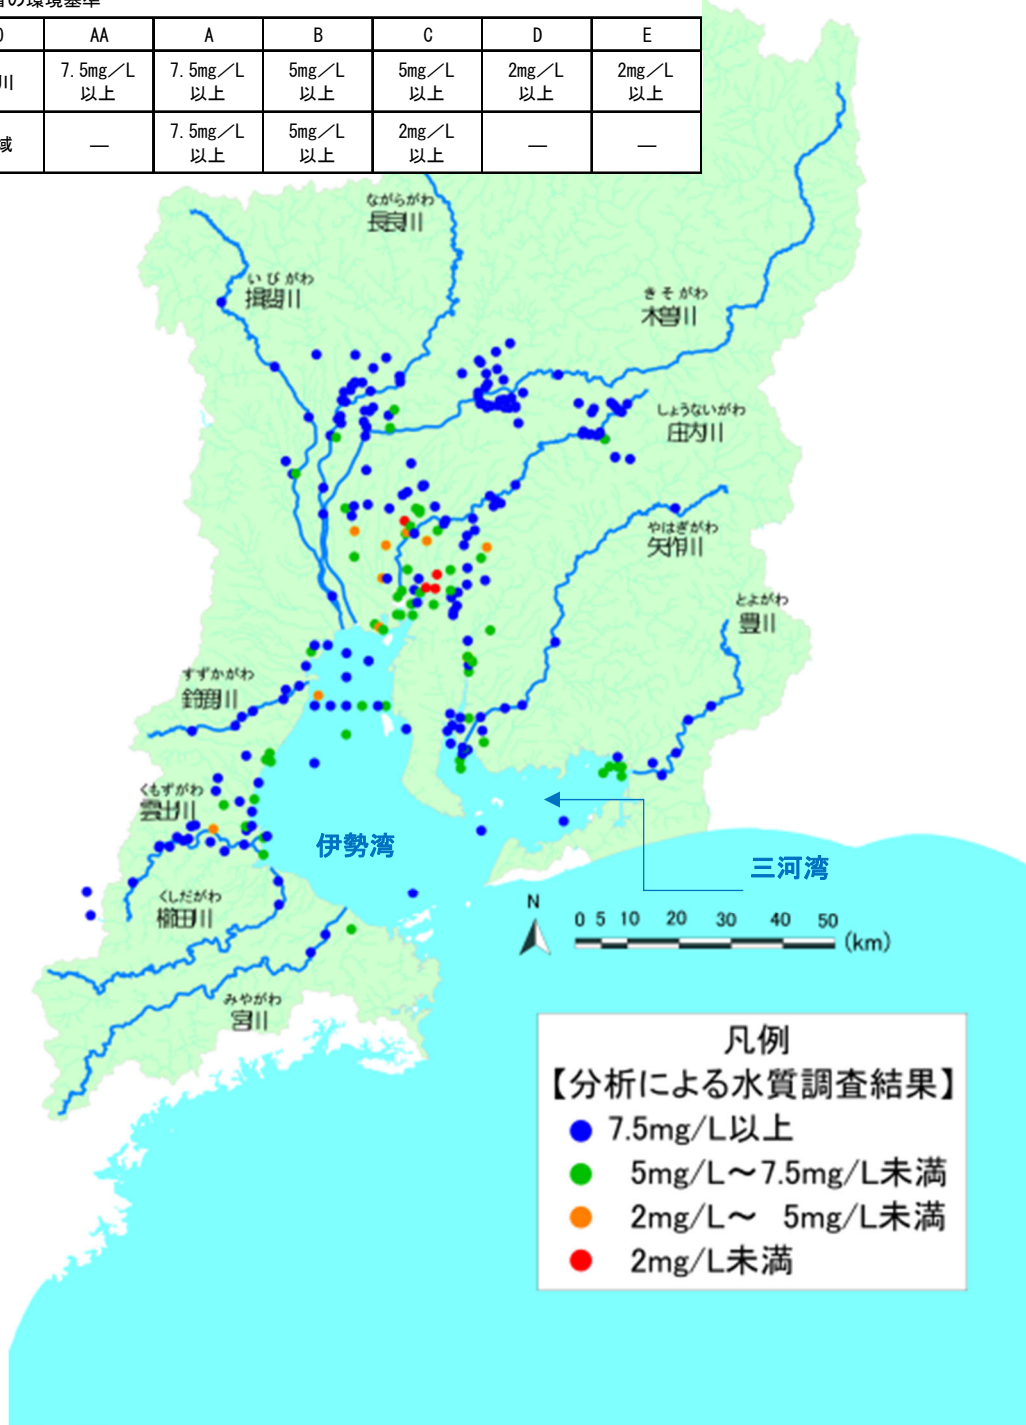 の環境基準
AA A B C D E
川 7.5mg/L 7.5mg/L 5mg/L 5mg/L 2mg/L 2mg/L
以上 以上 以上 以上 以上 以上
域 ― 7.5mg/L 5mg/L 2mg/L ― ―
以上 以上 以上
ながらがわ
長良川
いびがわ
揖斐川
きそがわ
木曽川
しょうないがわ
庄内川
やはぎがわ
矢作川
とよがわ
豊川
すずかがわ
鈴鹿川
くもずがわ
雲出川
伊勢湾
三河湾
くしだがわ
櫛田川
N
0 5 10 20 30 40 50
(km)
みやがわ
宮川
凡例
【分析による水質調査結果】
7.5mg/L以上
5mg/L～7.5mg/L未満
2mg/L～ 5mg/L未満
2mg/L未満